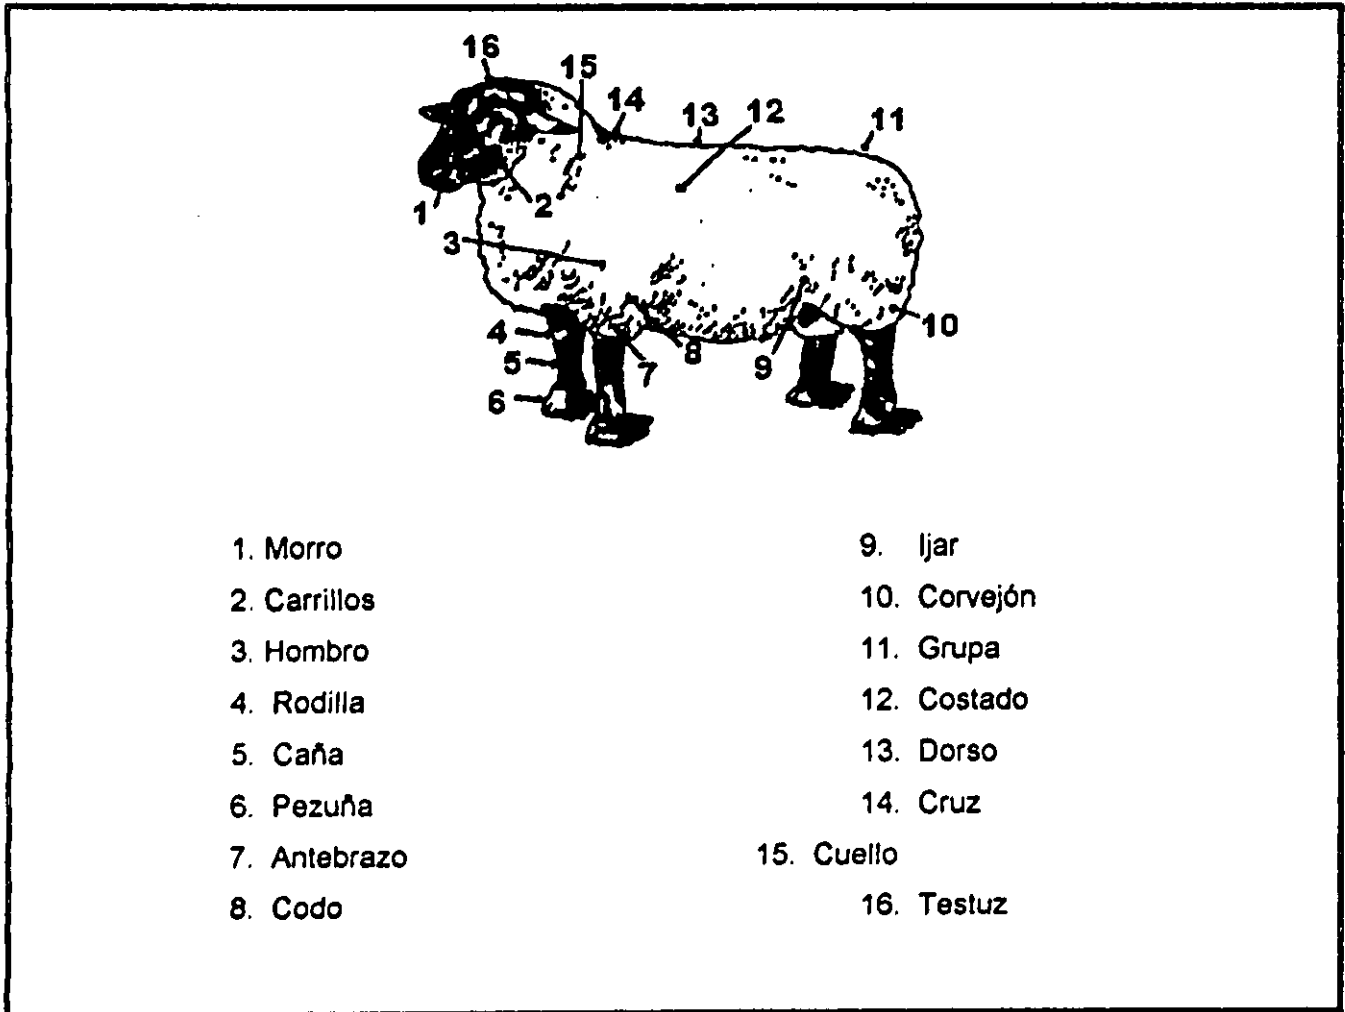 16
15
14
13
12
11
1
2
3
4
5
6
7
8
9
10
1. Morro
2. Carrillos
3. Hombro
4. Rodilla
5. Caña
6. Pezuña
7. Antebrazo
8. Codo
9. Ijar
10. Corvejón
11. Grupa
12. Costado
13. Dorso
14. Cruz
15. Cuello
16. Testuz